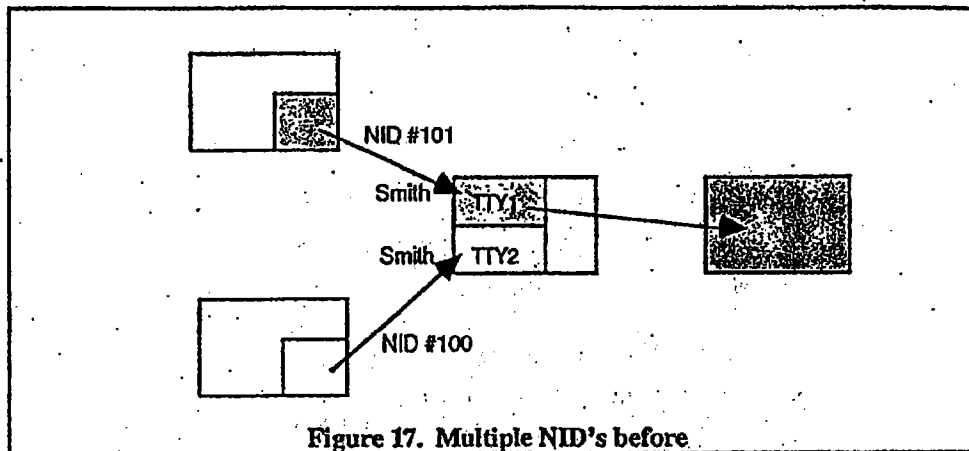 NID #101
Smith
TTY1
Smith
TTY2
NID #100
Figure 17. Multiple NID's before